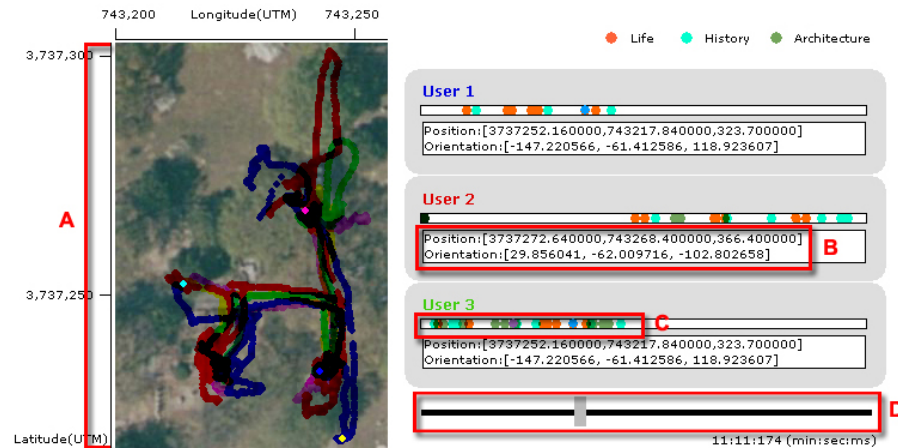 743,200 Longitude(UTM) 743,250
3,737,300
Life History Architecture
User 1
Position:[3737252.160000,743217.840000,323.700000]
Orientation:[-147.220566, -61.412586, 118.923607]
A
User 2
Position:[3737272.640000,743268.400000,366.400000]
Orientation:[29.856041, -62.009716, -102.802658]
B
3,737,250
User 3
C
Position:[3737252.160000,743217.840000,323.700000]
Orientation:[-147.220566, -61.412586, 118.923607]
D
Latitude(UTM)
11:11:174 (min:sec:ms)